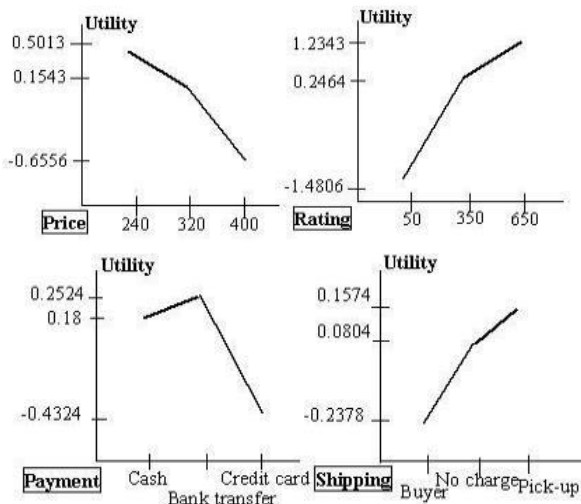 Utility
0.5013
0.1543
-0.6556
Price
240
320
400
Utility
1.2343
0.2464
-1.4806
Rating
50
350
650
Utility
0.2524
0.18
-0.4324
Payment
Cash
Bank transfer
Credit card
Utility
0.1574
0.0804
-0.2378
Shipping
Buyer
No charge
Pick-up